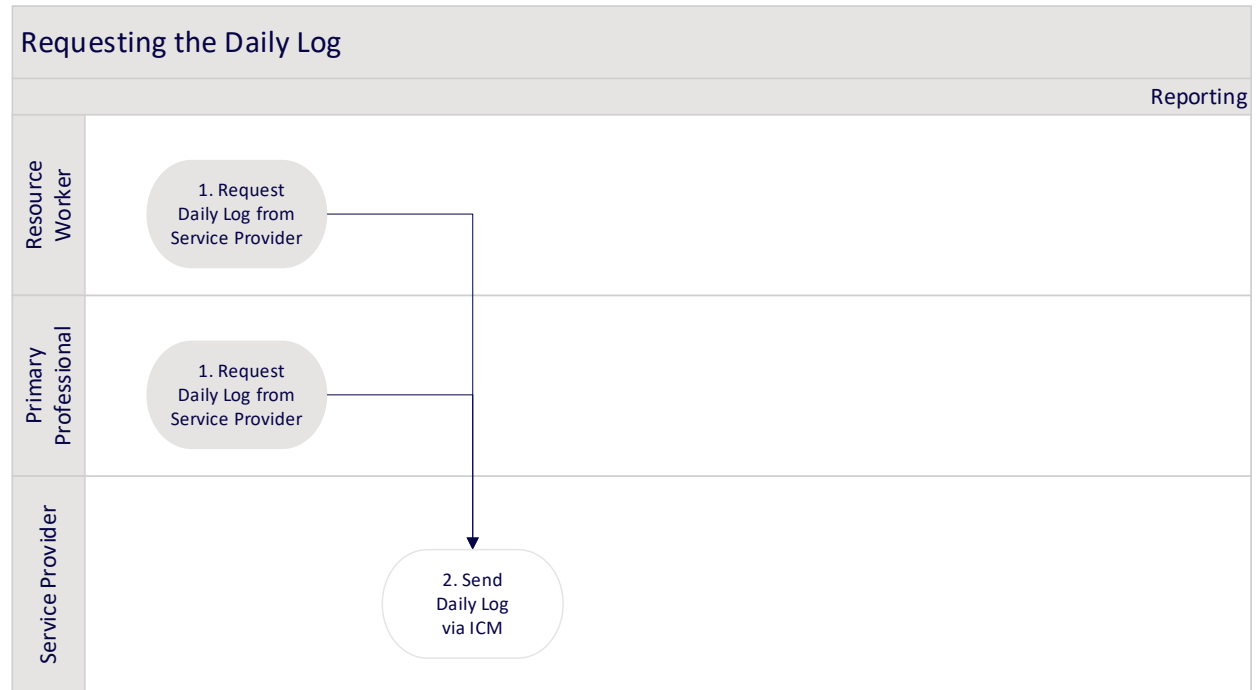 Requesting the Daily Log
Reporting
Resource
Worker
1. Request
Daily Log from
Service Provider
Primary
Professional
1. Request
Daily Log from
Service Provider
Service Provider
2. Send
Daily Log
via ICM